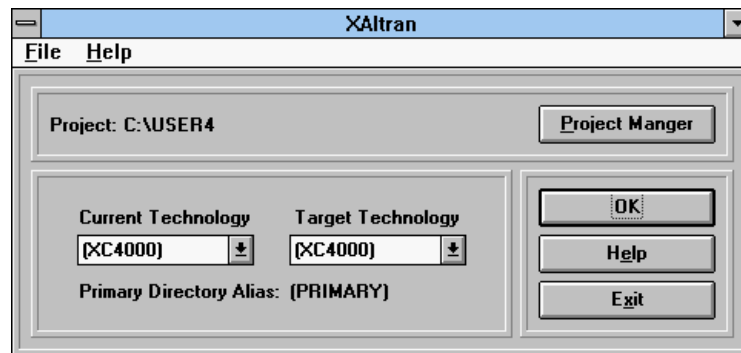 XAltran
File Help
Project: C:\USER4
Project Manger
Current Technology Target Technology
(XC4000) (XC4000)
Primary Directory Alias: (PRIMARY)
OK
Help
Exit